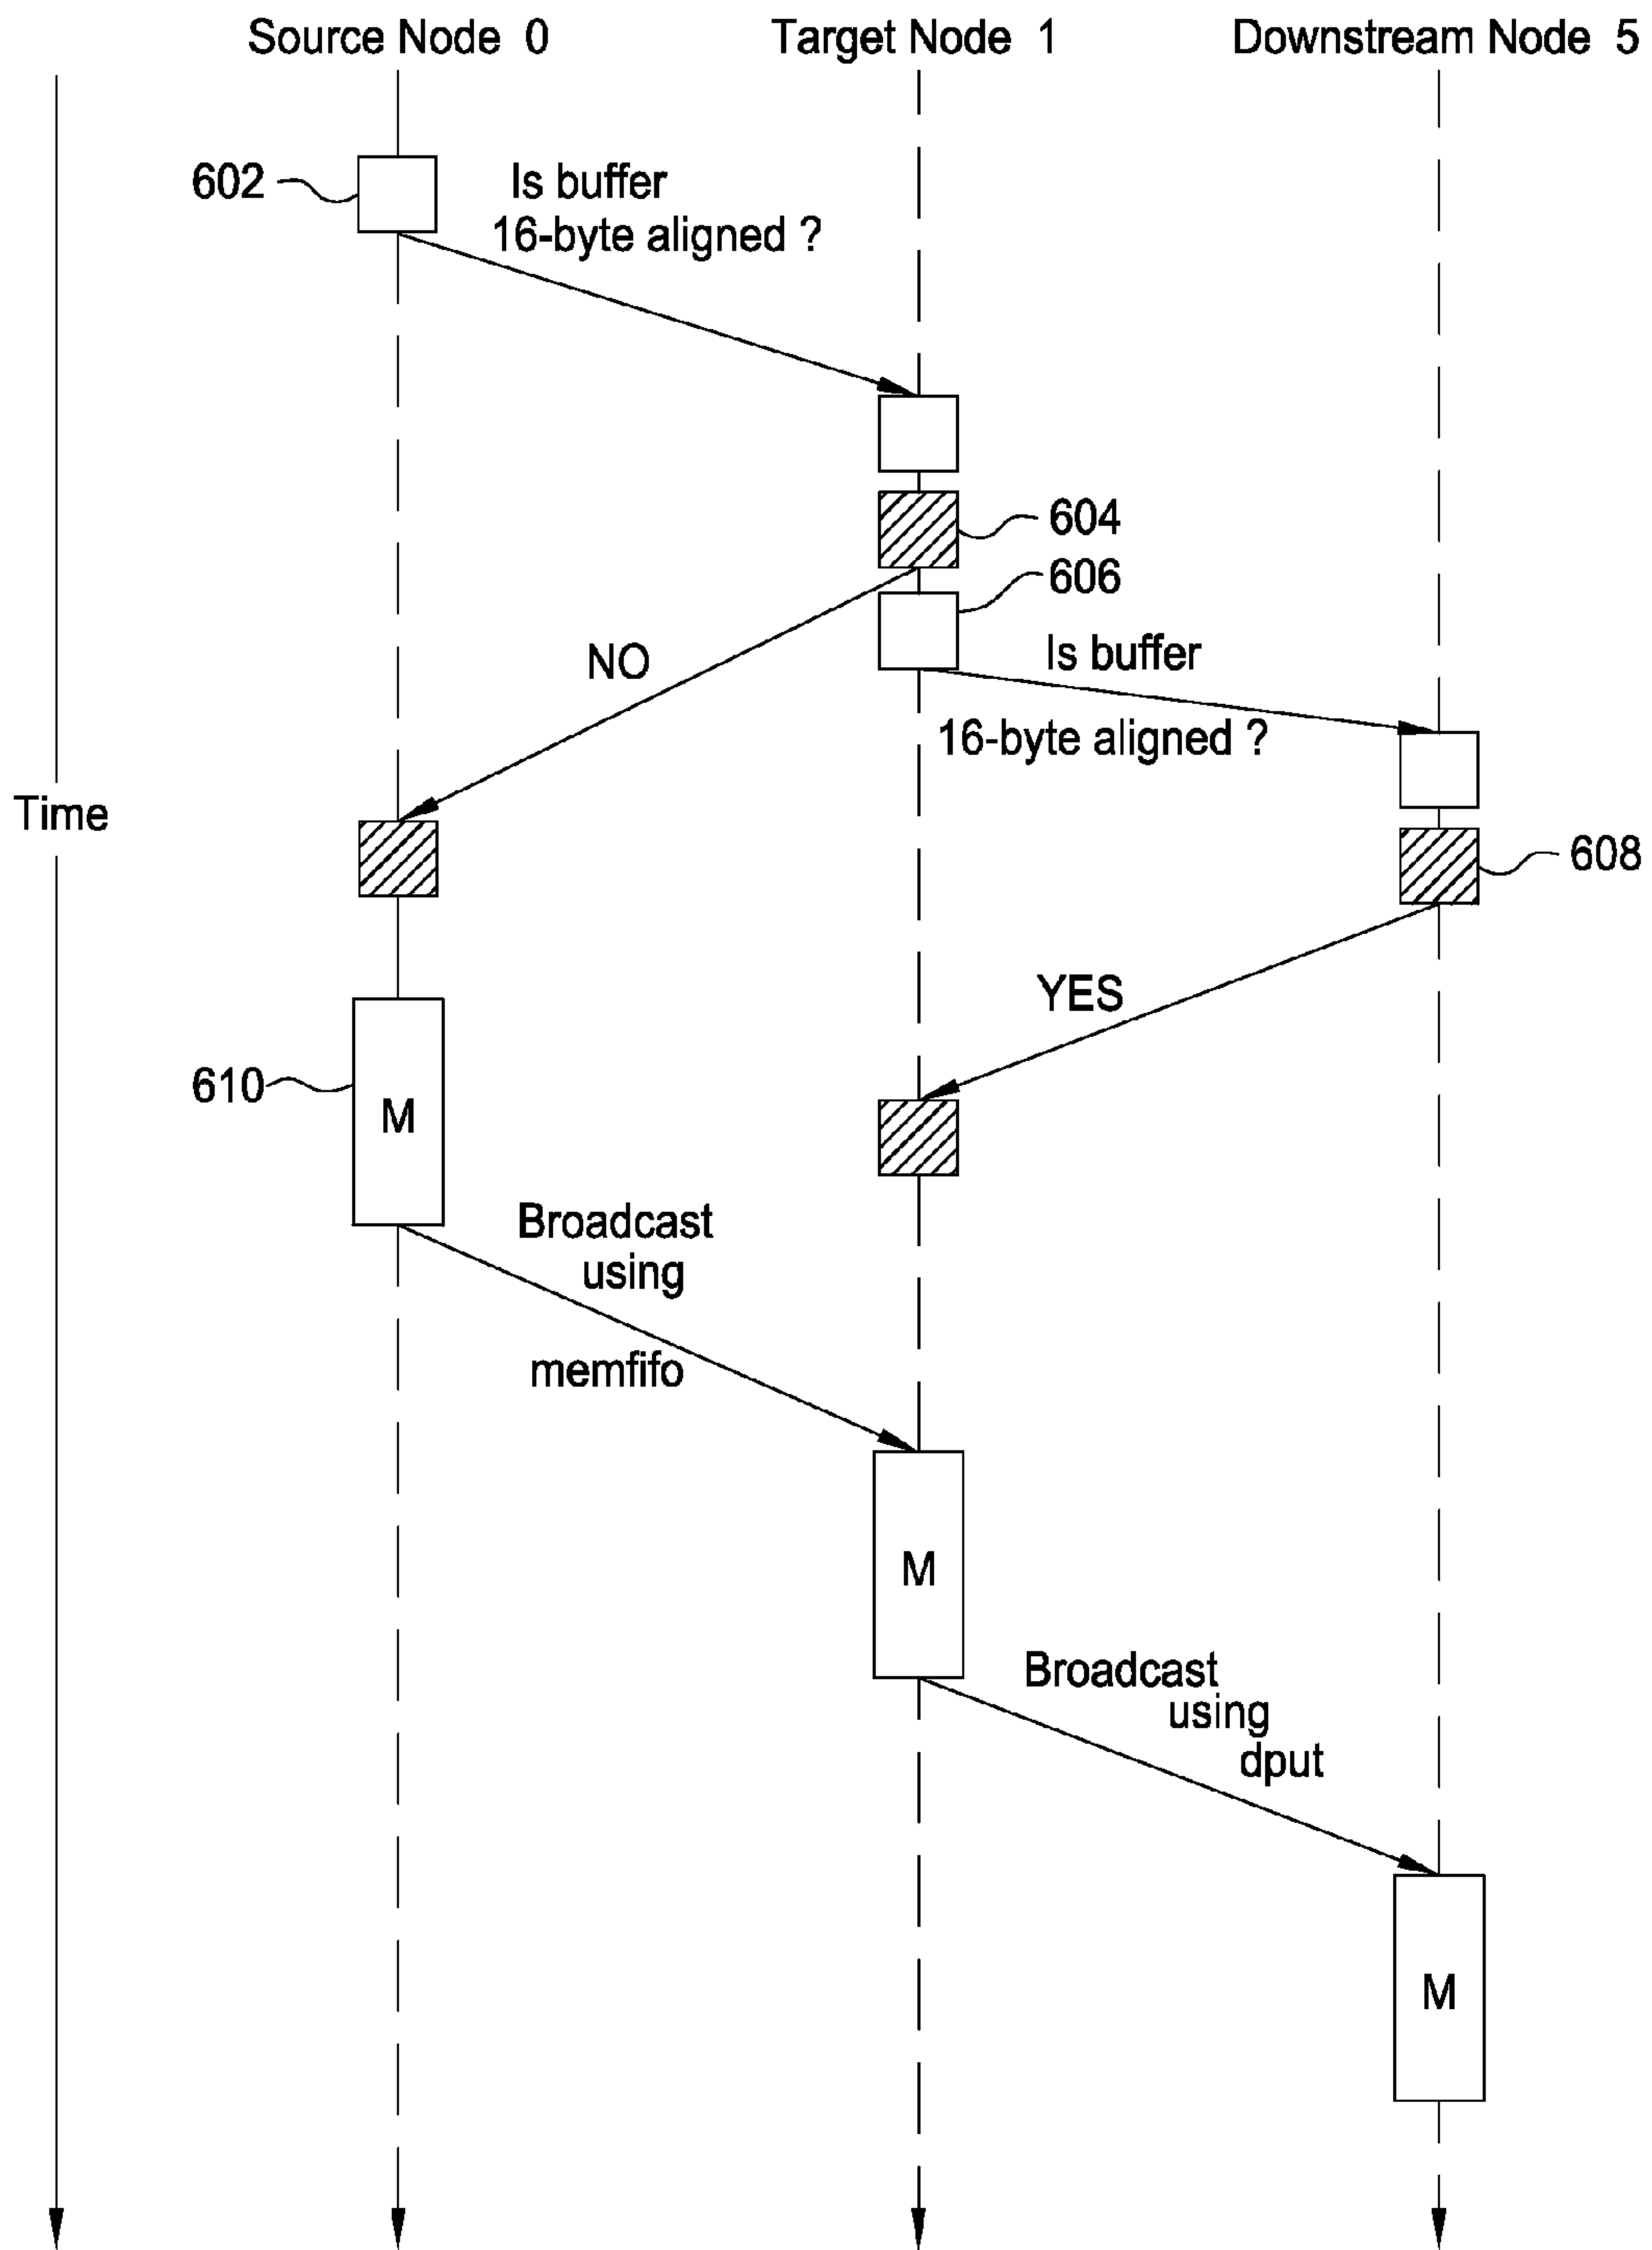 Source Node 0
Target Node 1
Downstream Node 5
602
Is buffer
16-byte aligned ?
604
606
NO
Is buffer
16-byte aligned ?
Time
608
YES
610
M
Broadcast
using
memfifo
M
Broadcast
using
dput
M